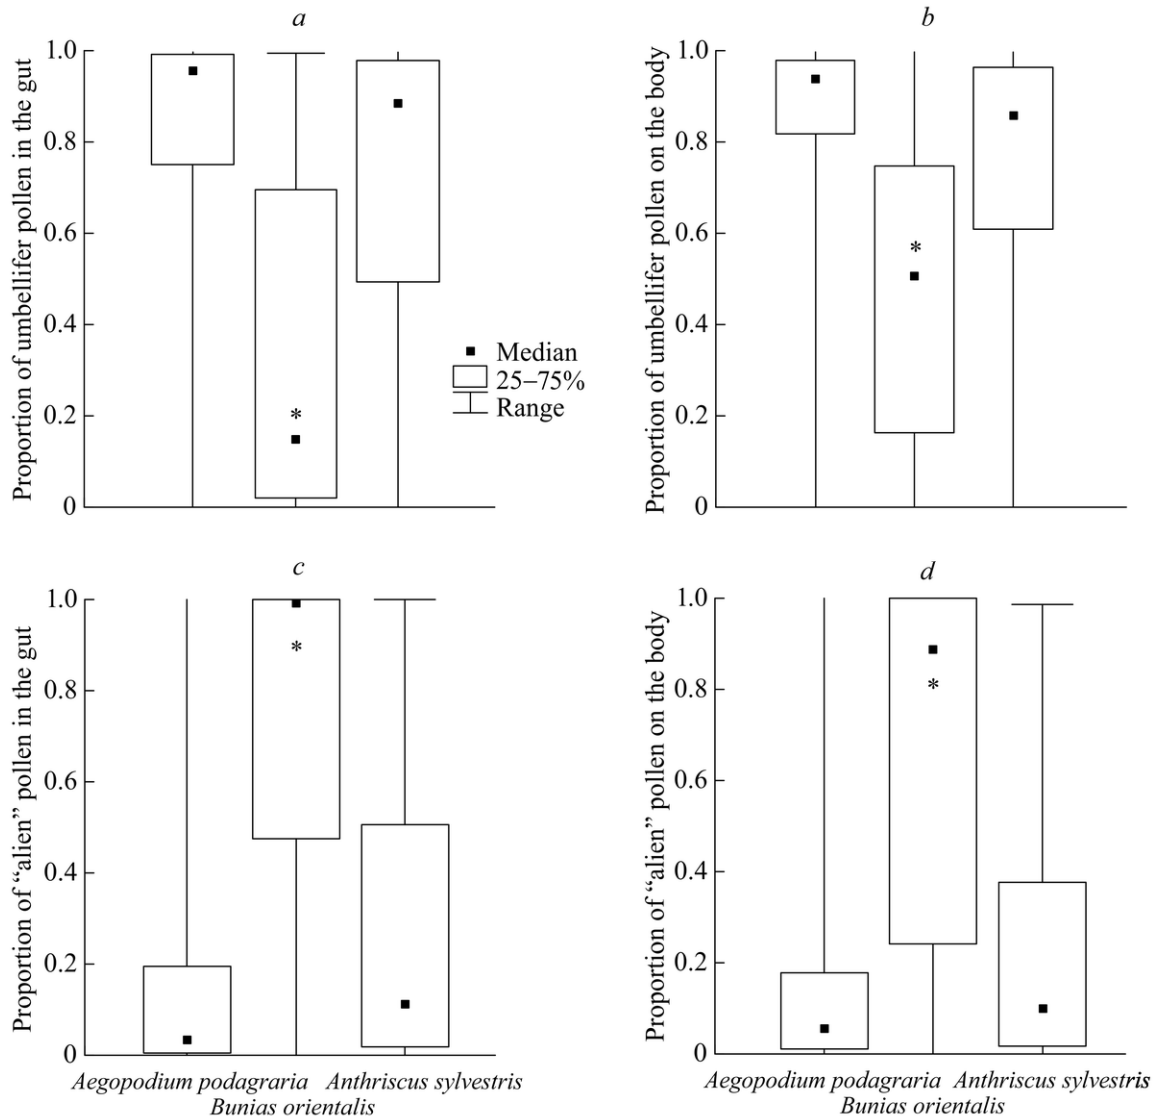 a
Proportion of umbellifer pollen in the gut
1.0
0.8
0.6
0.4
0.2
0
*
Median
25–75%
Range
b
Proportion of umbellifer pollen on the body
1.0
0.8
0.6
0.4
0.2
0
*
c
Proportion of “alien” pollen in the gut
1.0
0.8
0.6
0.4
0.2
0
*
Aegopodium podagraria Anthriscus sylvestris
Bunias orientalis
d
Proportion of “alien” pollen on the body
1.0
0.8
0.6
0.4
0.2
0
*
Aegopodium podagraria Anthriscus sylvestris
Bunias orientalis